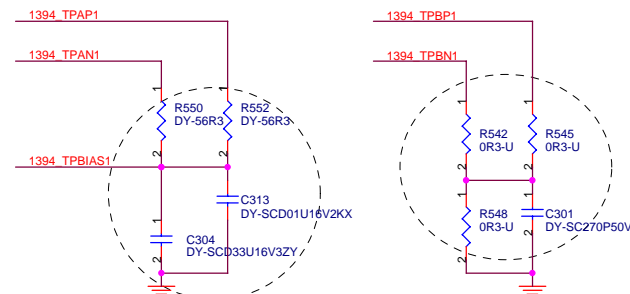 1394_TPAP1
1394_TPBP1
1394_TPAN1
1394_TPBN1
1
1
R550
DY-56R3
2
R552
DY-56R3
2
1
1
R542
0R3-U
2
R545
0R3-U
2
1394_TPBIAS1
1
C304
DY-SCD33U16V3ZY
2
C313
DY-SCD01U16V2KX
1
R548
0R3-U
2
1
C301
DY-SC270P50V
2